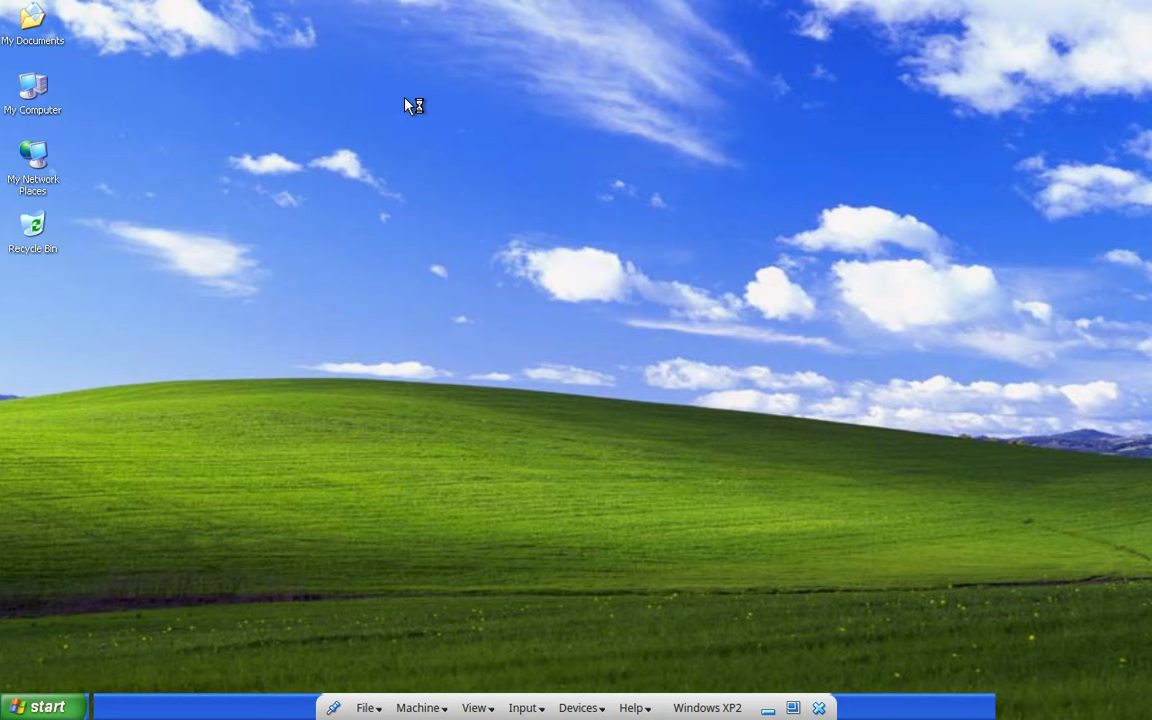 My Documents
My Computer
My Network
Places
Recycle Bin
start
File Machine View Input Devices Help Windows XP2